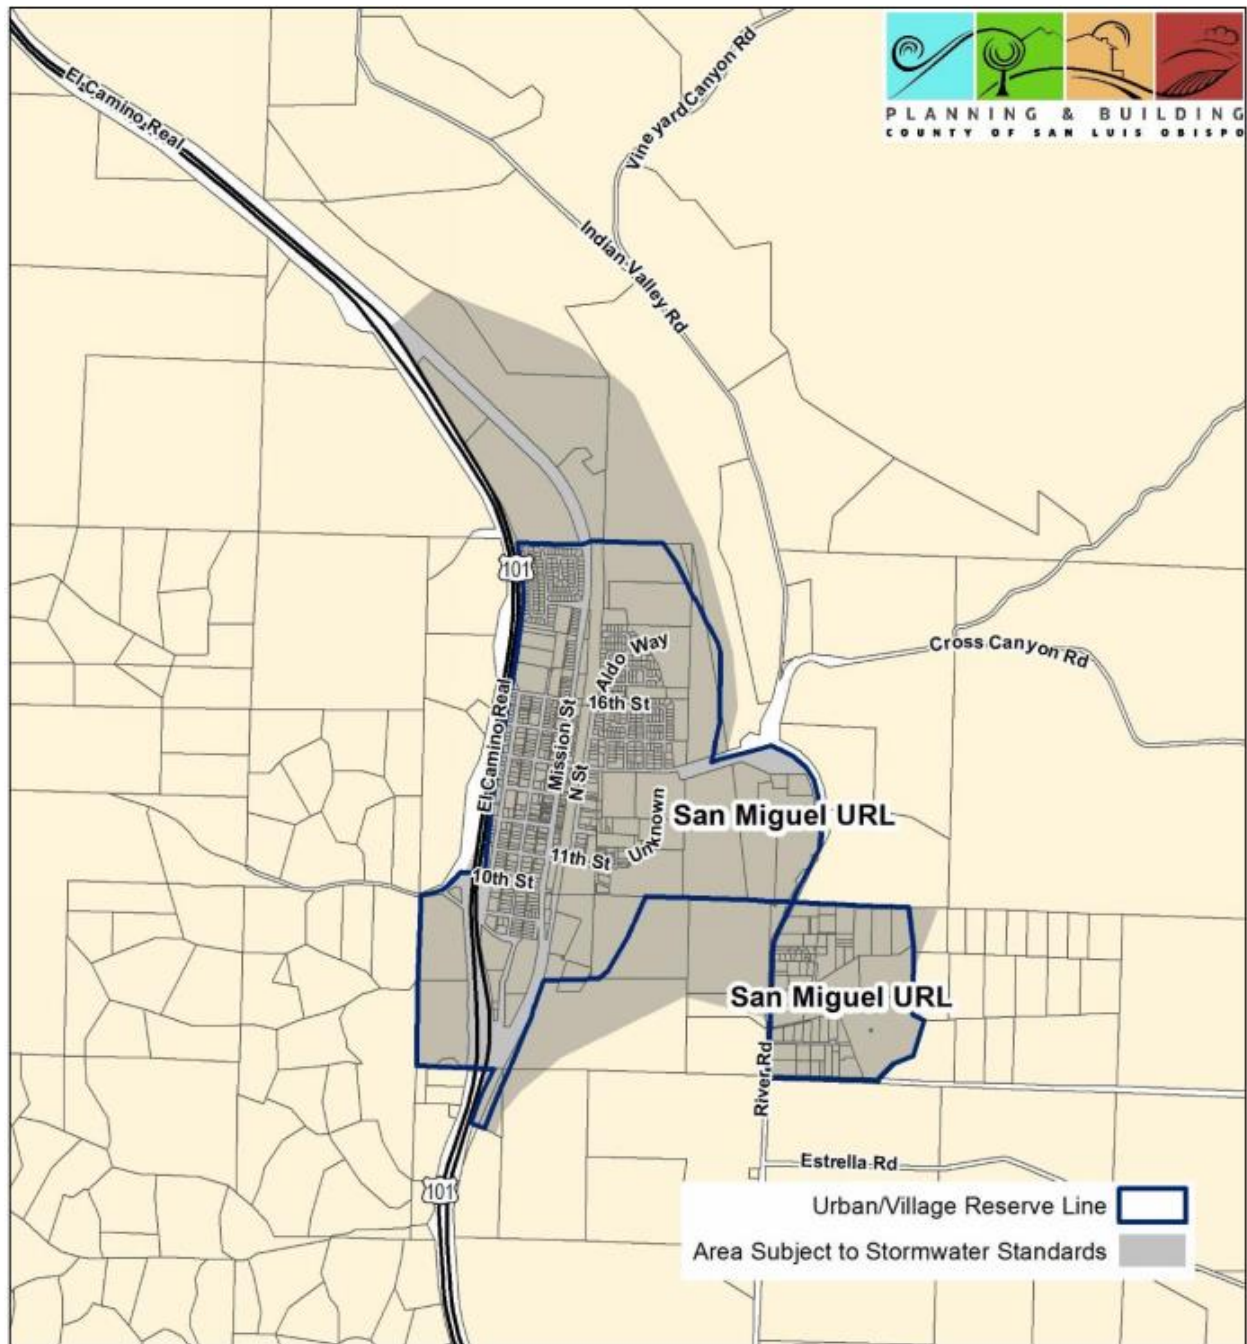 PLANNING & BUILDING
COUNTY OF SAN LUIS OBISPO
El Camino Real
Vineyard Canyon Rd
Indian Valley Rd
101
Cross Canyon Rd
Aldo Way
16th St
El Camino Real
Mission St
N St
Unknown
San Miguel URL
11th St
10th St
San Miguel URL
River Rd
Estrella Rd
101
Urban/Village Reserve Line
Area Subject to Stormwater Standards